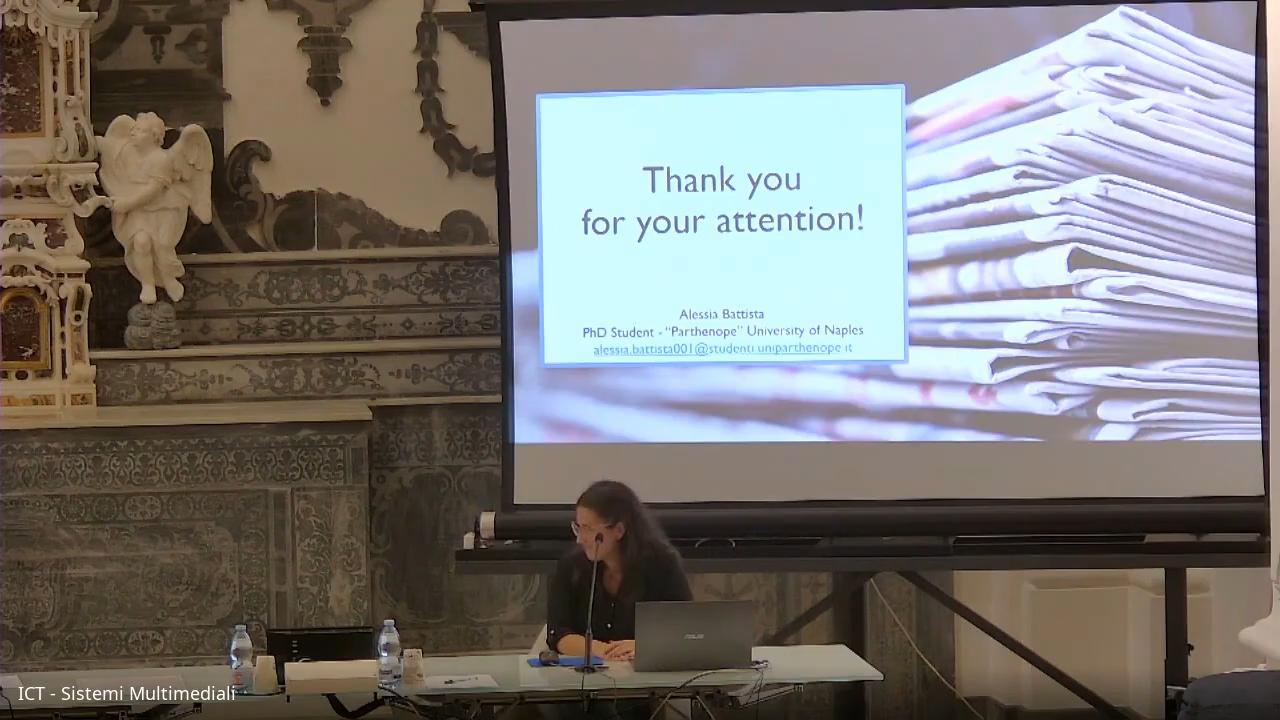 Thank you
for your attention!
Alessia Battista
PhD Student - "Parthenope" University of Naples
alessia.battista001@studenti.uniparthenope.it
ASUS
ICT - Sistemi Multimediali